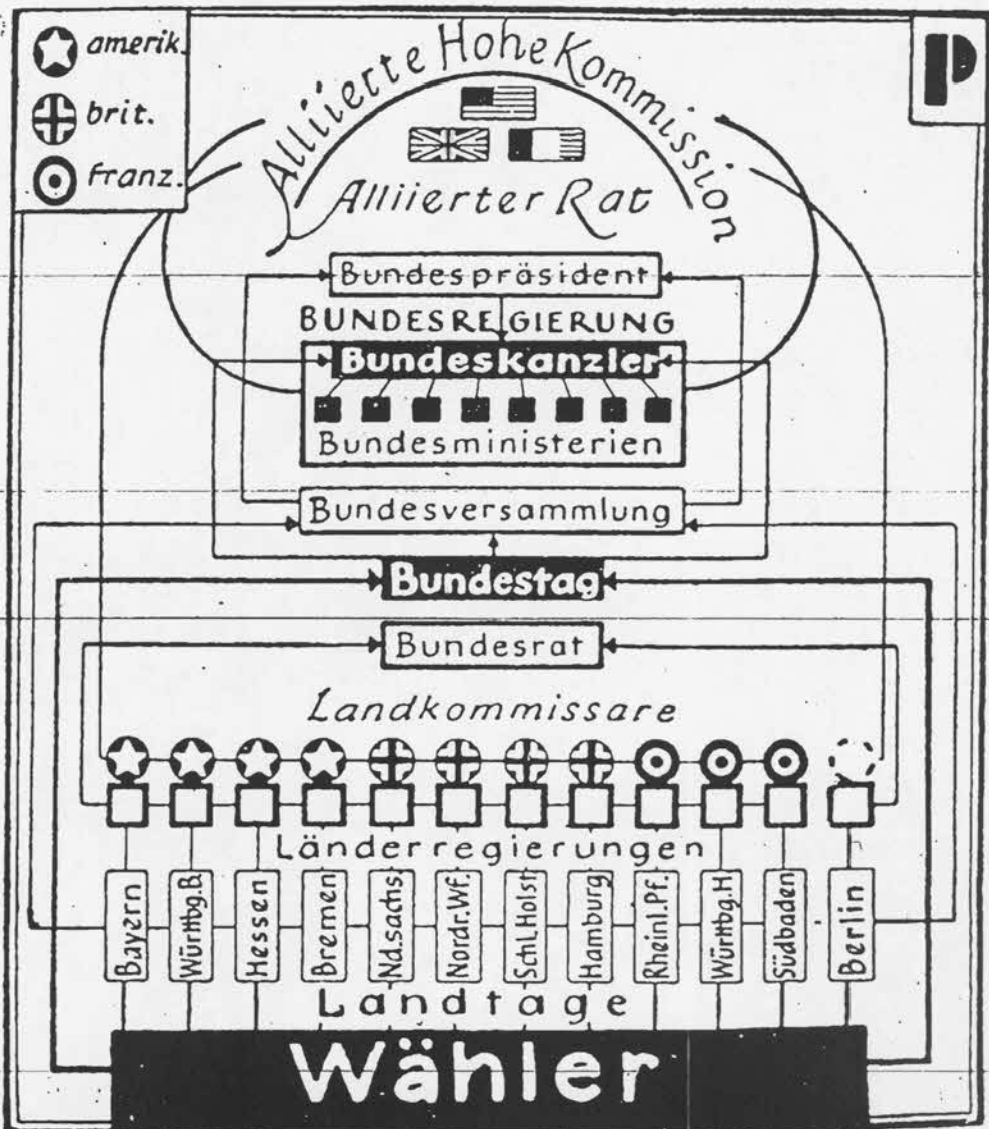 amerik.
brit.
franz.
P
Alliierte Hohe Kommission
Alliierter Rat
Bundespräsident
BUNDESREGIERUNG
Bundeskanzler
Bundesministerien
Bundesversammlung
Bundestag
Bundesrat
Landkommissare
Länderregierungen
Bayern
Württbg.B.
Hessen
Bremen
Nd.sachs.
Nordr.Wf.
Schl.Holst
Hamburg
Rheinl.Pf.
Württbg.H.
Südbaden
Berlin
Landtage
Wähler